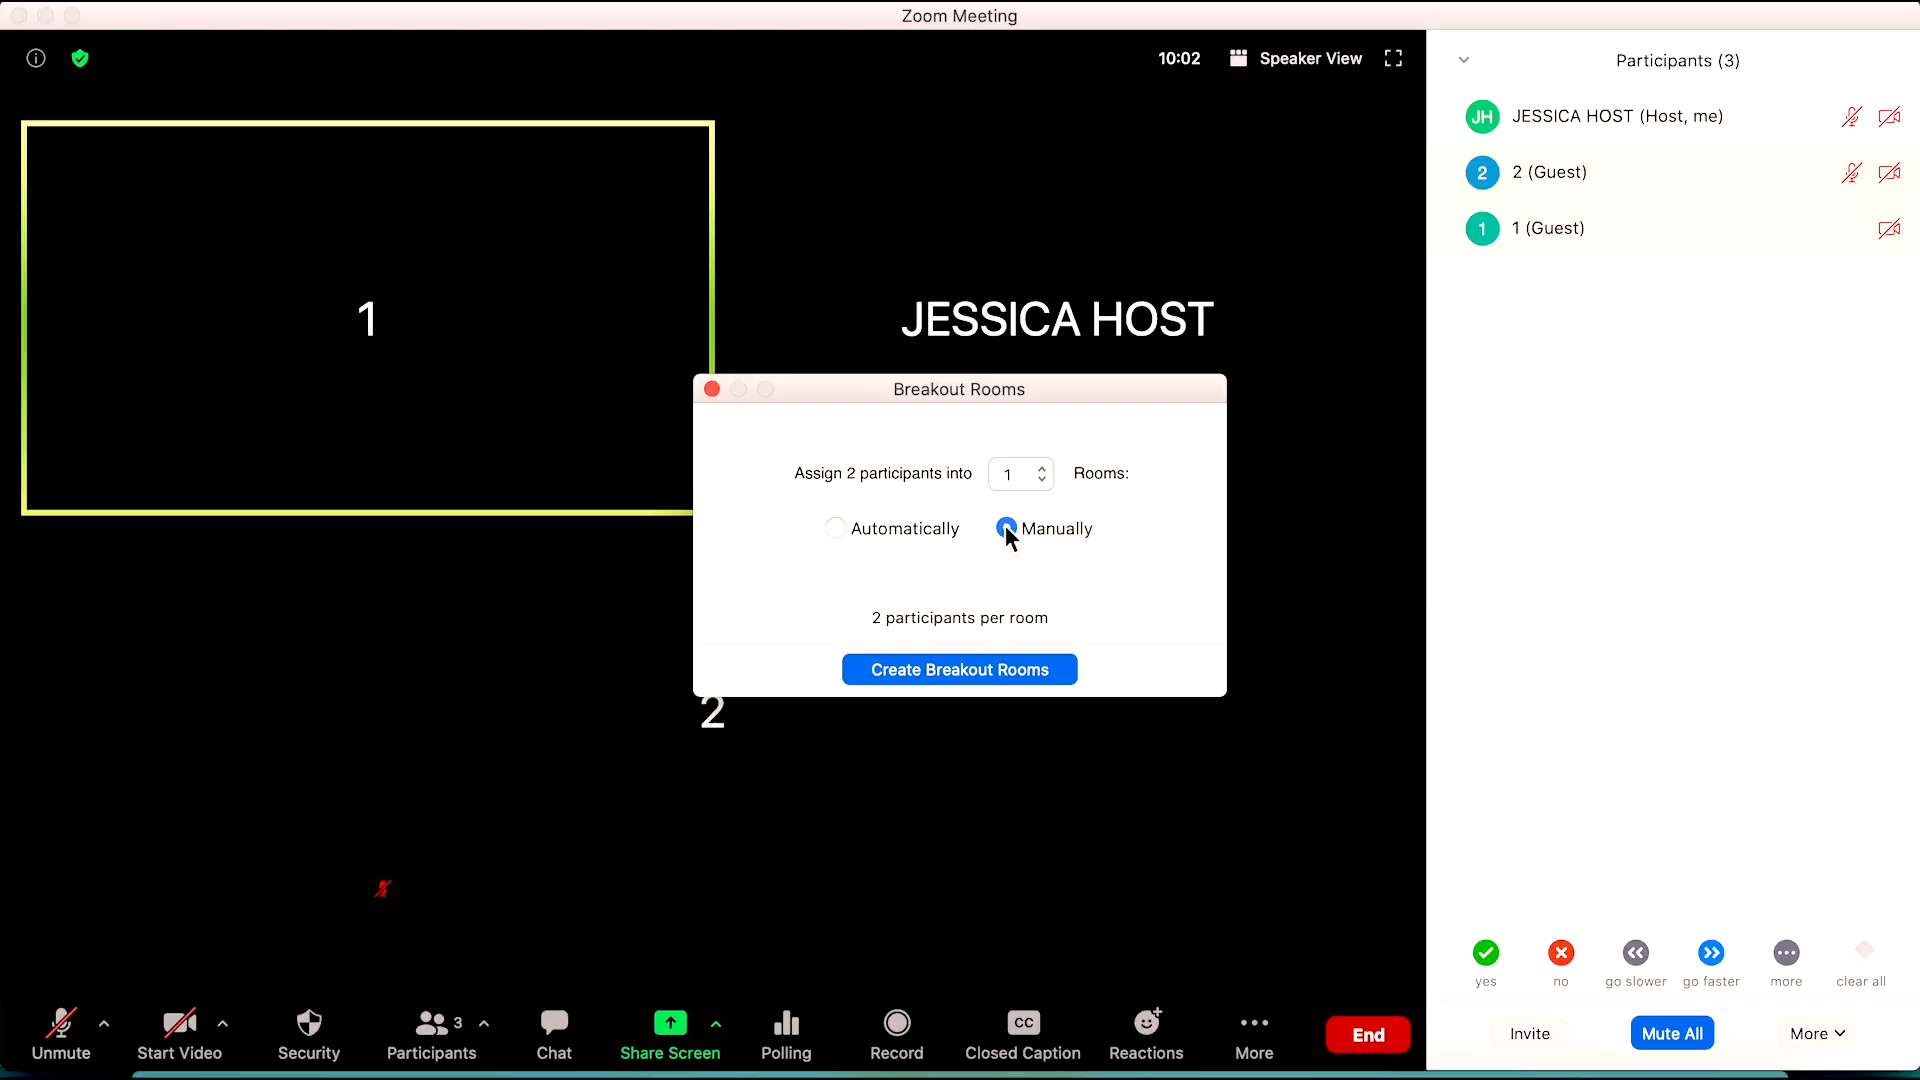 Zoom Meeting
10:02 Speaker View
Participants (3)
JH JESSICA HOST (Host, me)
2 2 (Guest)
1 1 (Guest)
1
JESSICA HOST
Breakout Rooms
Assign 2 participants into 1 Rooms:
Automatically Manually
2 participants per room
Create Breakout Rooms
2
yes no go slower go faster more clear all
Invite Mute All More
3
CC
Unmute Start Video Security Participants Chat Share Screen Polling Record Closed Caption Reactions More End